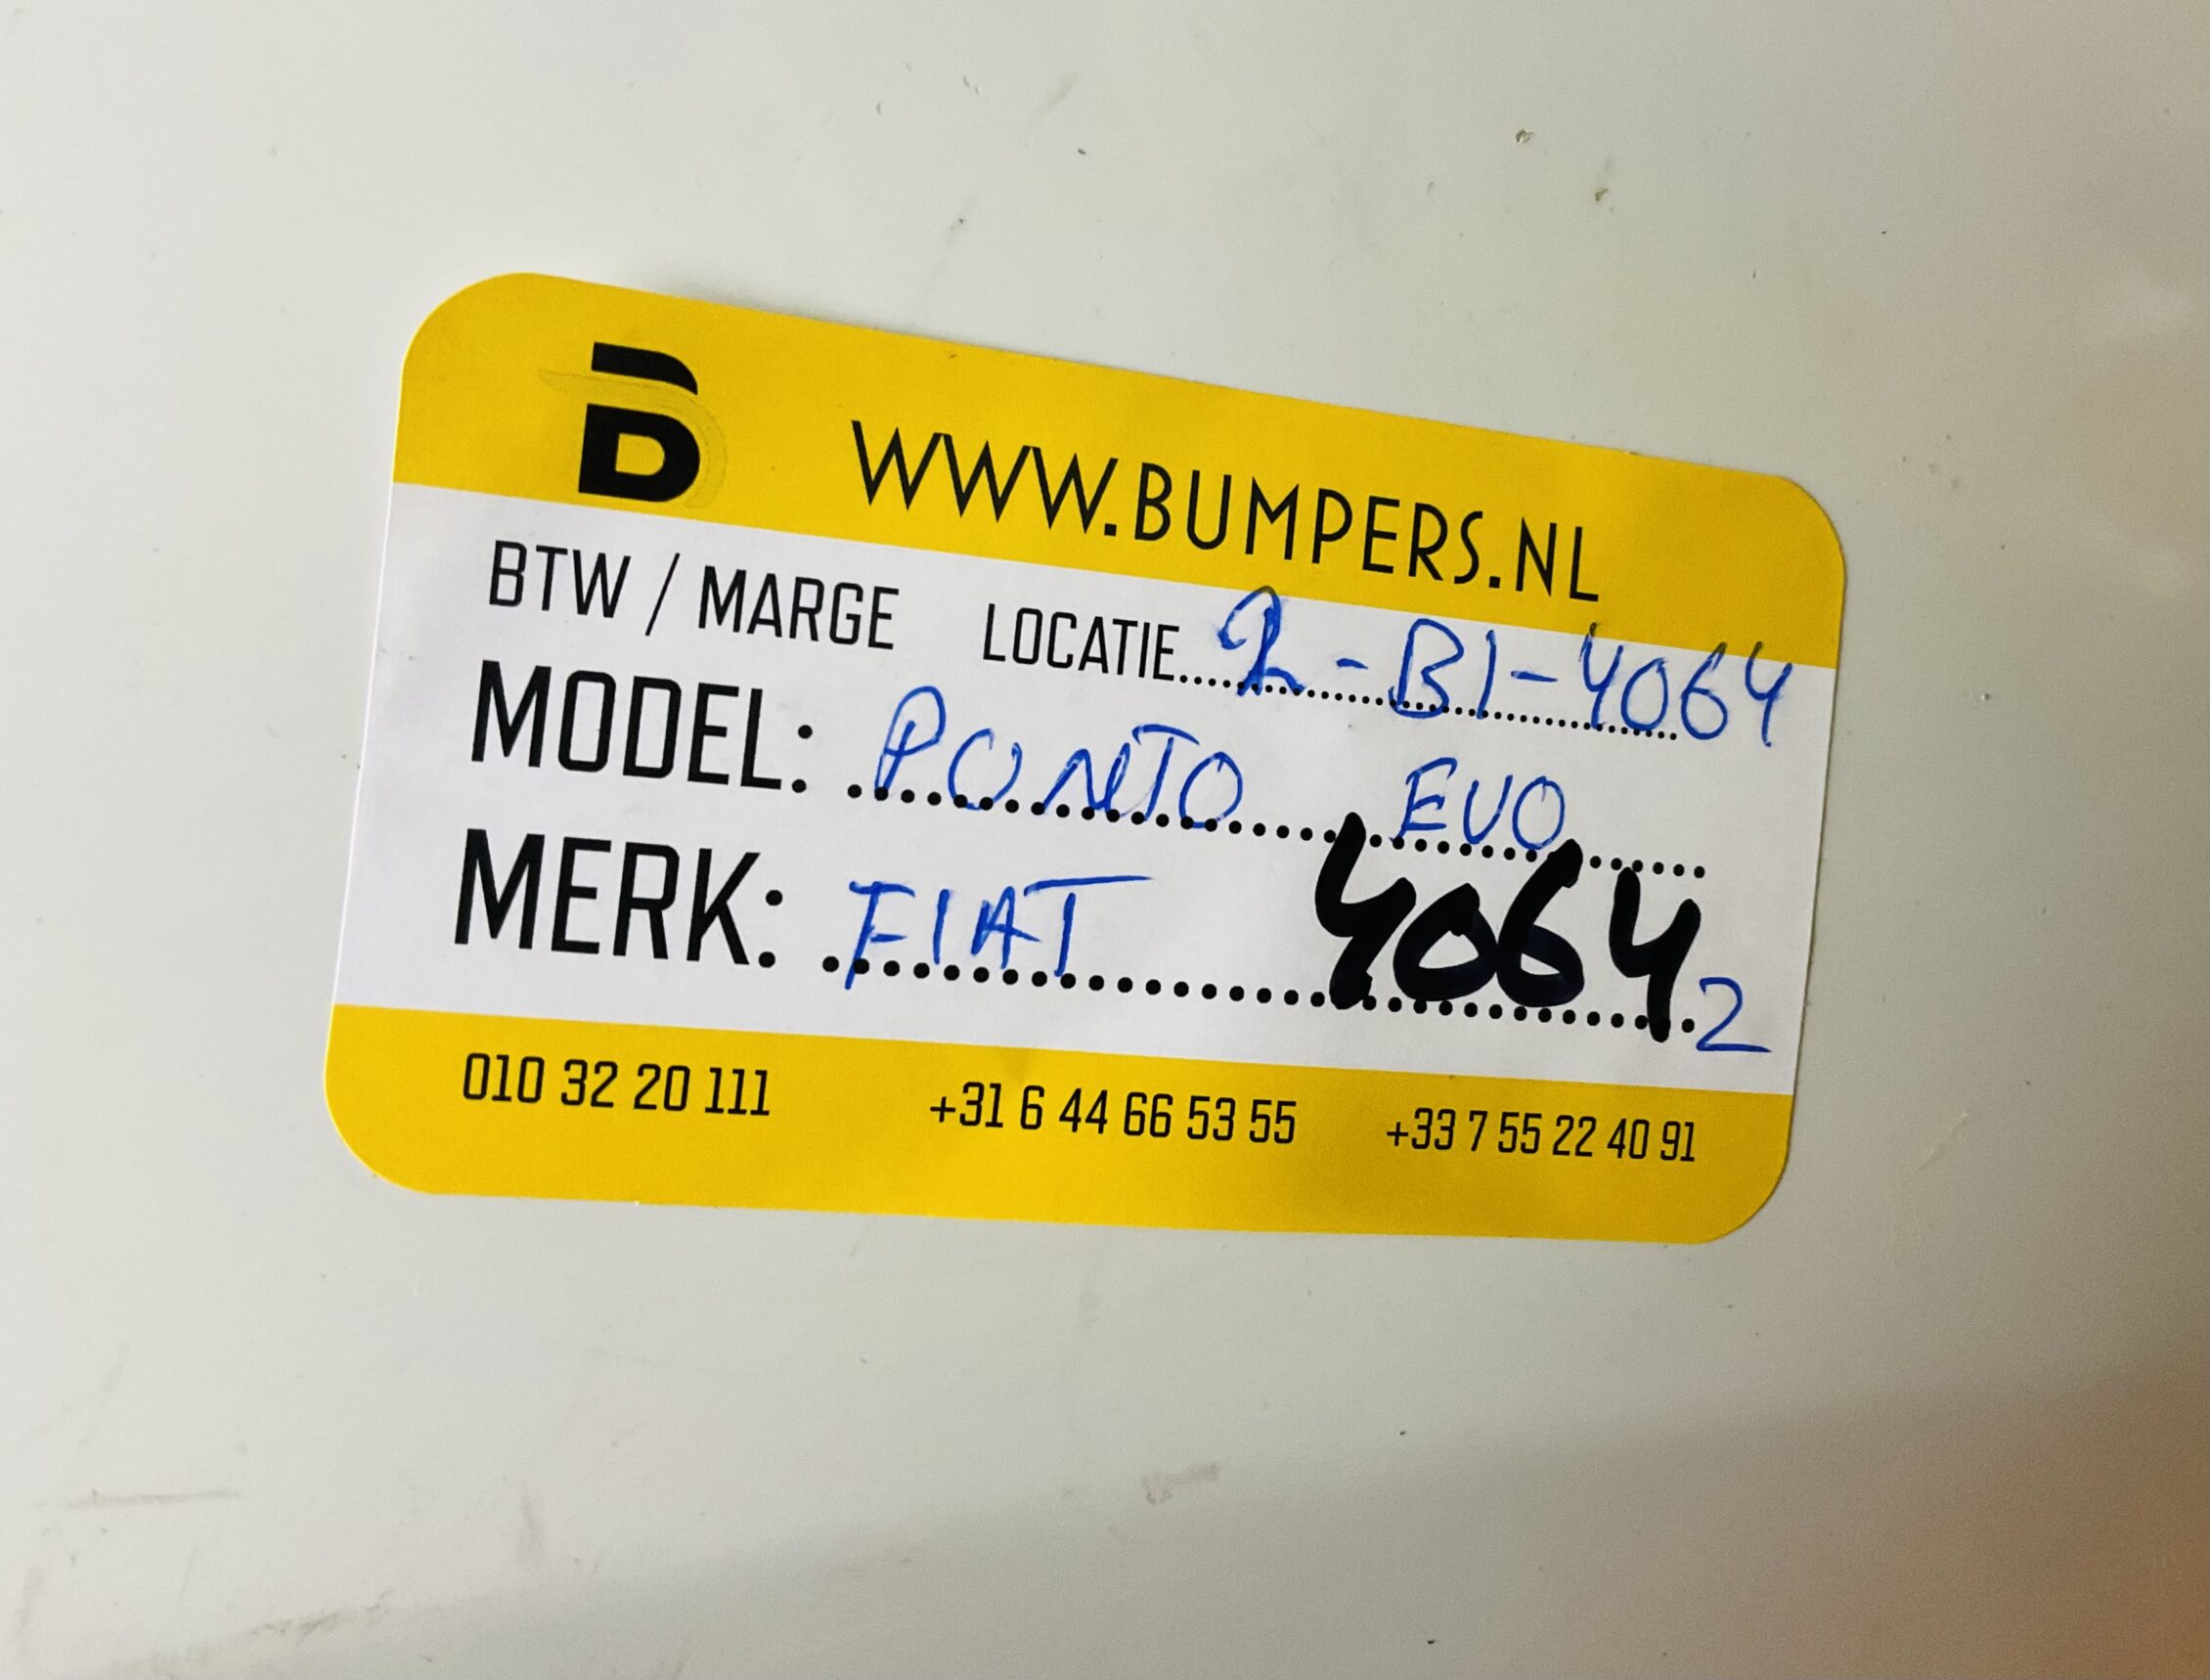 B WWW.BUMPERS.NL
BTW / MARGE LOCATIE 2-B1-4064
MODEL: PUNTO EVO
MERK: FIAT 4064 2
010 32 20 111 +31 6 44 66 53 55 +33 7 55 22 40 91